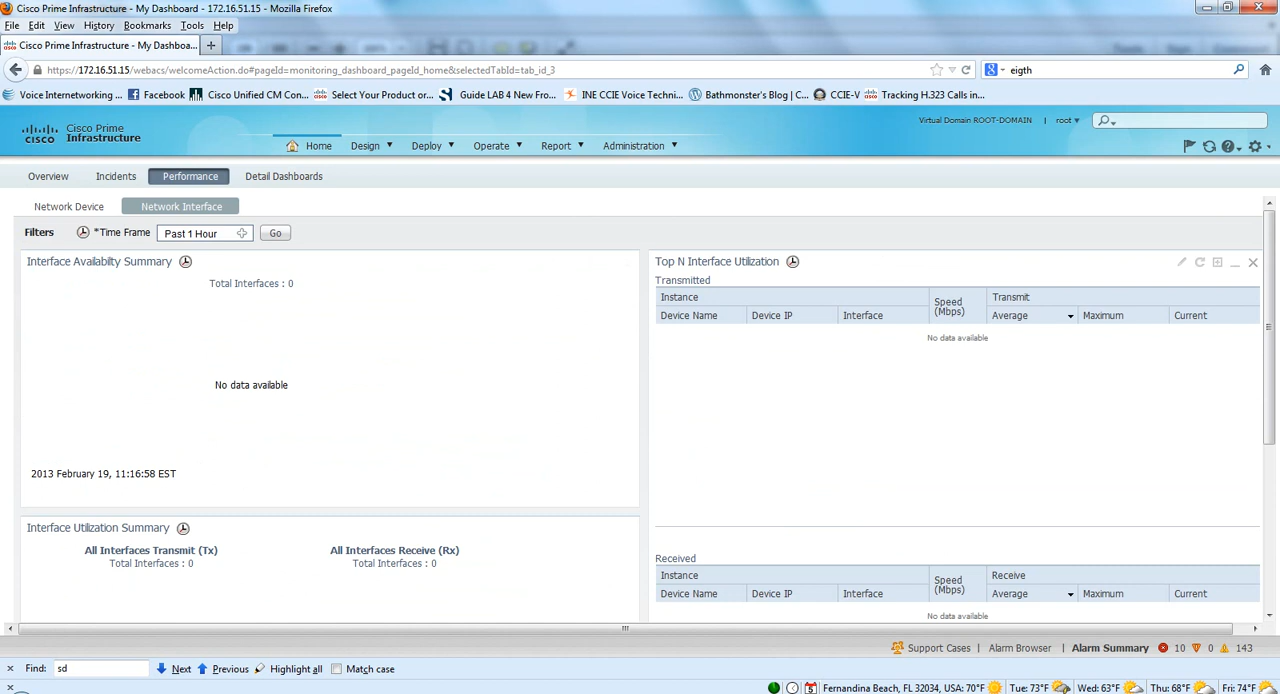 Cisco Prime Infrastructure - My Dashboard - 172.16.51.15 - Mozilla Firefox
File Edit View History Bookmarks Tools Help
Cisco Prime Infrastructure - My Dashboa... +
https://172.16.51.15/webacs/welcomeAction.do#pageId=monitoring_dashboard_pageId_home&selectedTabId=tab_id_3
eigth
Voice Internetworking ... Facebook Cisco Unified CM Con... Select Your Product or... Guide LAB 4 New Fro... INE CCIE Voice Techni... Bathmonster's Blog | C... CCIE-V Tracking H.323 Calls in...
CISCO
Cisco Prime
Infrastructure
Virtual Domain ROOT-DOMAIN | root
Home Design Deploy Operate Report Administration
Overview Incidents Performance Detail Dashboards
Network Device Network Interface
Filters *Time Frame Past 1 Hour Go
Interface Availabilty Summary
Total Interfaces : 0
No data available
2013 February 19, 11:16:58 EST
Interface Utilization Summary
All Interfaces Transmit (Tx) All Interfaces Receive (Rx)
Total Interfaces : 0 Total Interfaces : 0
Top N Interface Utilization
Transmitted
Instance Speed (Mbps) Transmit
Device Name Device IP Interface Average Maximum Current
No data available
Received
Instance Speed (Mbps) Receive
Device Name Device IP Interface Average Maximum Current
No data available
Support Cases | Alarm Browser | Alarm Summary 10 0 143
Find: sd Next Previous Highlight all Match case
Fernandina Beach, FL 32034, USA: 70°F Tue: 73°F Wed: 63°F Thu: 68°F Fri: 74°F